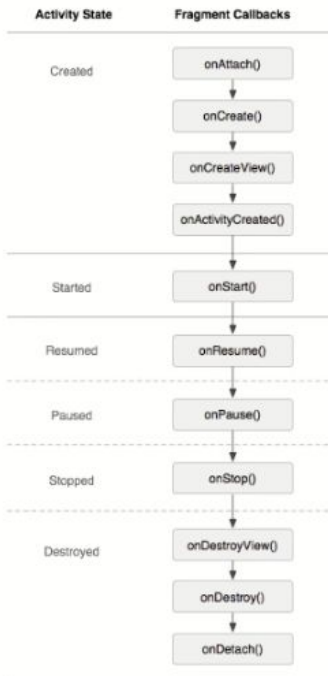 Activity State Fragment Callbacks
Created
onAttach()
onCreate()
onCreateView()
onActivityCreated()
Started
onStart()
Resumed
onResume()
Paused
onPause()
Stopped
onStop()
Destroyed
onDestroyView()
onDestroy()
onDetach()